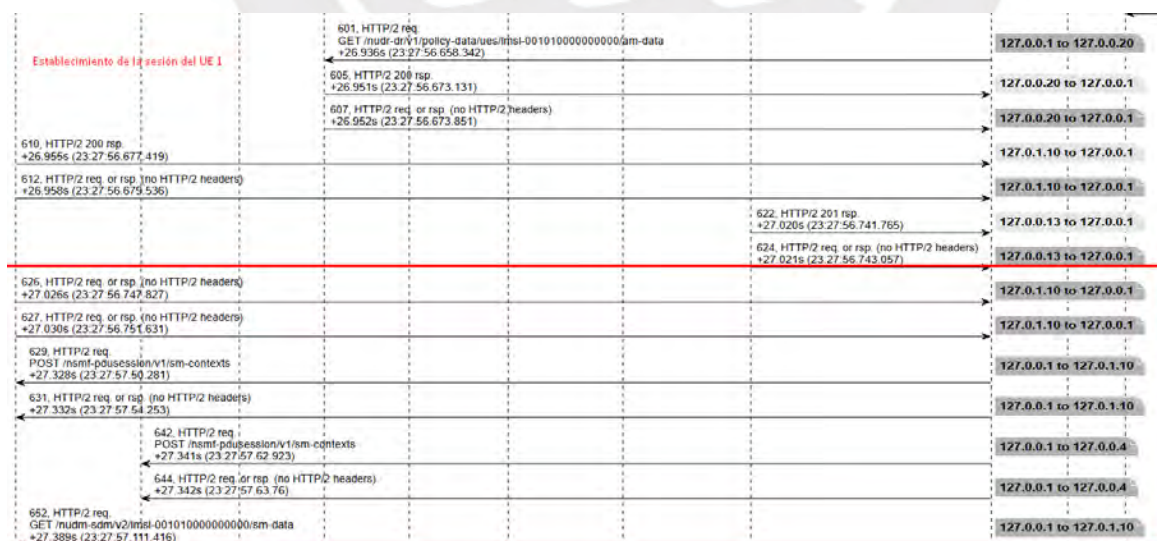 601, HTTP/2 req.
GET /nudr-dr/v1/policy-data/ues/imsi-001010000000000/am-data
+26.936s (23:27:56.658.342)
127.0.0.1 to 127.0.0.20
Establecimiento de la sesión del UE 1
605, HTTP/2 200 rsp.
+26.951s (23:27:56.673.131)
127.0.0.20 to 127.0.0.1
607, HTTP/2 req. or rsp. (no HTTP/2 headers)
+26.952s (23:27:56.673.851)
127.0.0.20 to 127.0.0.1
610, HTTP/2 200 rsp.
+26.955s (23:27:56.677.419)
127.0.1.10 to 127.0.0.1
612, HTTP/2 req. or rsp. (no HTTP/2 headers)
+26.958s (23:27:56.679.536)
127.0.1.10 to 127.0.0.1
622, HTTP/2 201 rsp.
+27.020s (23:27:56.741.765)
127.0.0.13 to 127.0.0.1
624, HTTP/2 req. or rsp. (no HTTP/2 headers)
+27.021s (23:27:56.743.057)
127.0.0.13 to 127.0.0.1
626, HTTP/2 req. or rsp. (no HTTP/2 headers)
+27.026s (23:27:56.747.827)
127.0.1.10 to 127.0.0.1
627, HTTP/2 req. or rsp. (no HTTP/2 headers)
+27.030s (23:27:56.751.631)
127.0.1.10 to 127.0.0.1
629, HTTP/2 req.
POST /nsmf-pdusession/v1/sm-contexts
+27.328s (23:27:57.50.281)
127.0.0.1 to 127.0.1.10
631, HTTP/2 req. or rsp. (no HTTP/2 headers)
+27.332s (23:27:57.54.253)
127.0.0.1 to 127.0.1.10
642, HTTP/2 req.
POST /nsmf-pdusession/v1/sm-contexts
+27.341s (23:27:57.62.923)
127.0.0.1 to 127.0.0.4
644, HTTP/2 req. or rsp. (no HTTP/2 headers)
+27.342s (23:27:57.63.76)
127.0.0.1 to 127.0.0.4
652, HTTP/2 req.
GET /nudm-sdm/v2/imsi-001010000000000/sm-data
+27.389s (23:27:57.111.416)
127.0.0.1 to 127.0.1.10